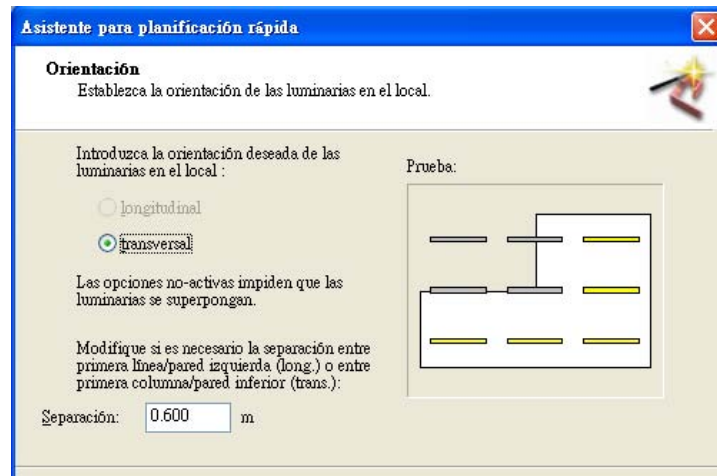 Asistente para planificación rápida
Orientación
Establezca la orientación de las luminarias en el local.
Introduzca la orientación deseada de las
luminarias en el local :
longitudinal
transversal
Las opciones no-activas impiden que las
luminarias se superpongan.
Modifique si es necesario la separación entre
primera línea/pared izquierda (long.) o entre
primera columna/pared inferior (trans.):
Separación: 0.600 m
Prueba: